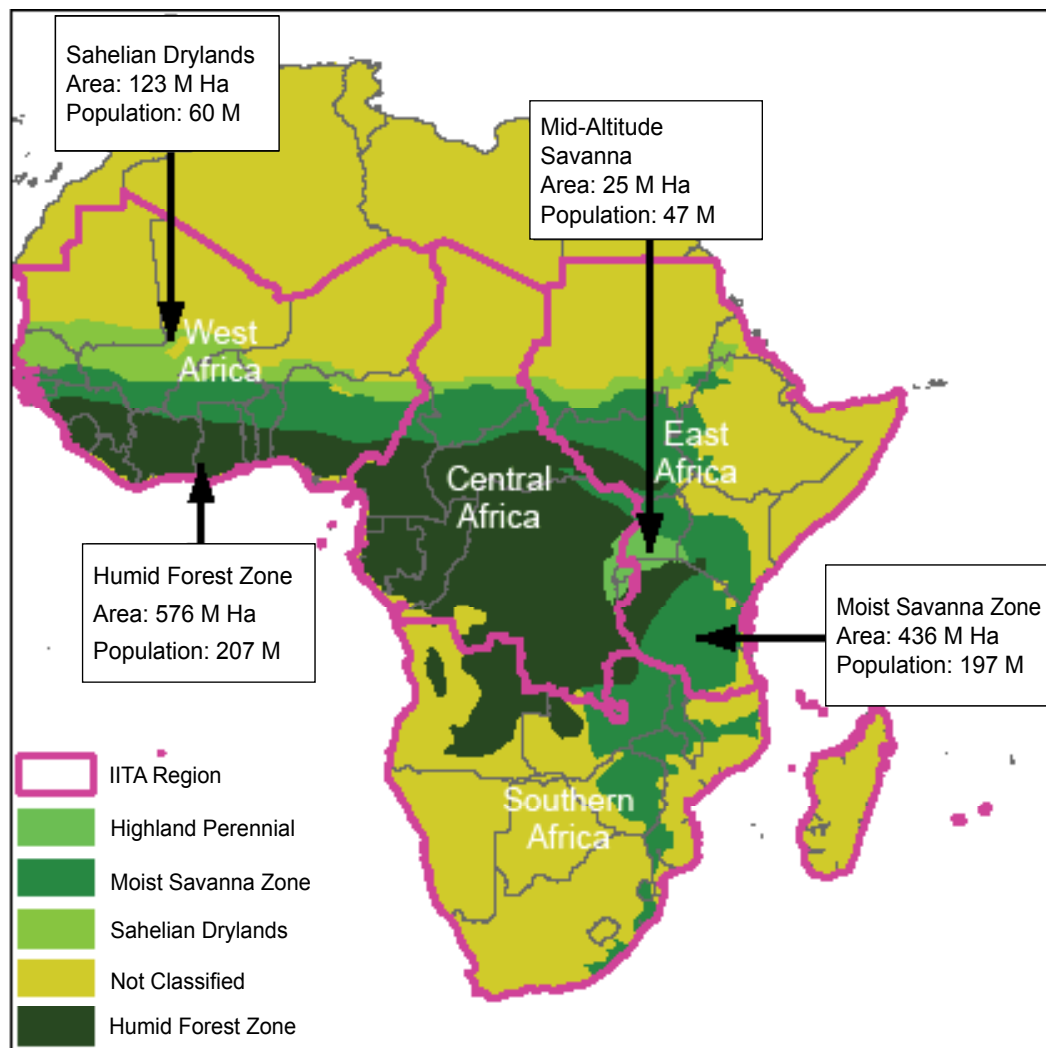 Sahelian Drylands
Area: 123 M Ha
Population: 60 M
Mid-Altitude
Savanna
Area: 25 M Ha
Population: 47 M
West
Africa
East
Africa
Central
Africa
Humid Forest Zone
Area: 576 M Ha
Population: 207 M
Moist Savanna Zone
Area: 436 M Ha
Population: 197 M
Southern
Africa
IITA Region
Highland Perennial
Moist Savanna Zone
Sahelian Drylands
Not Classified
Humid Forest Zone